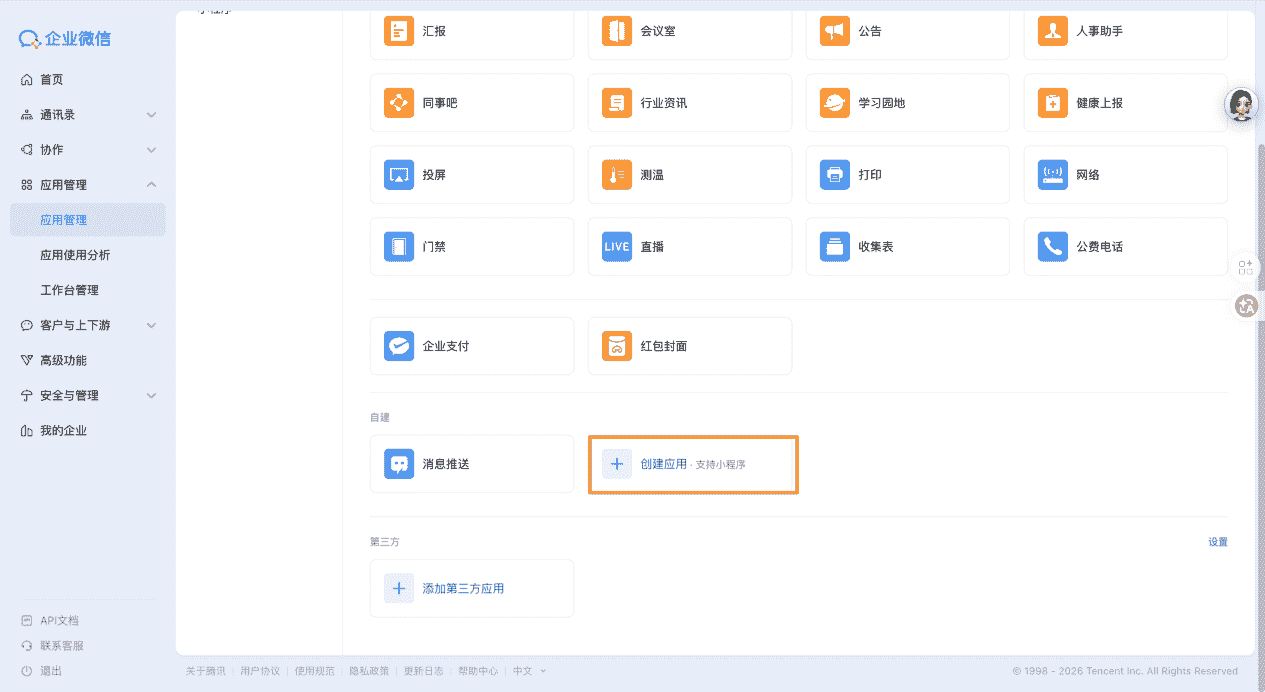 企业微信
首页
通讯录
协作
应用管理
应用管理
应用使用分析
工作台管理
客户与上下游
高级功能
安全与管理
我的企业
API文档
联系客服
退出
汇报
会议室
公告
人事助手
同事吧
行业资讯
学习园地
健康上报
投屏
测温
打印
网络
门禁
LIVE
直播
收集表
公费电话
企业支付
红包封面
自建
消息推送
创建应用 · 支持小程序
第三方
设置
添加第三方应用
关于腾讯 | 用户协议 | 使用规范 | 隐私政策 | 更新日志 | 帮助中心 | 中文
© 1998 - 2026 Tencent Inc. All Rights Reserved